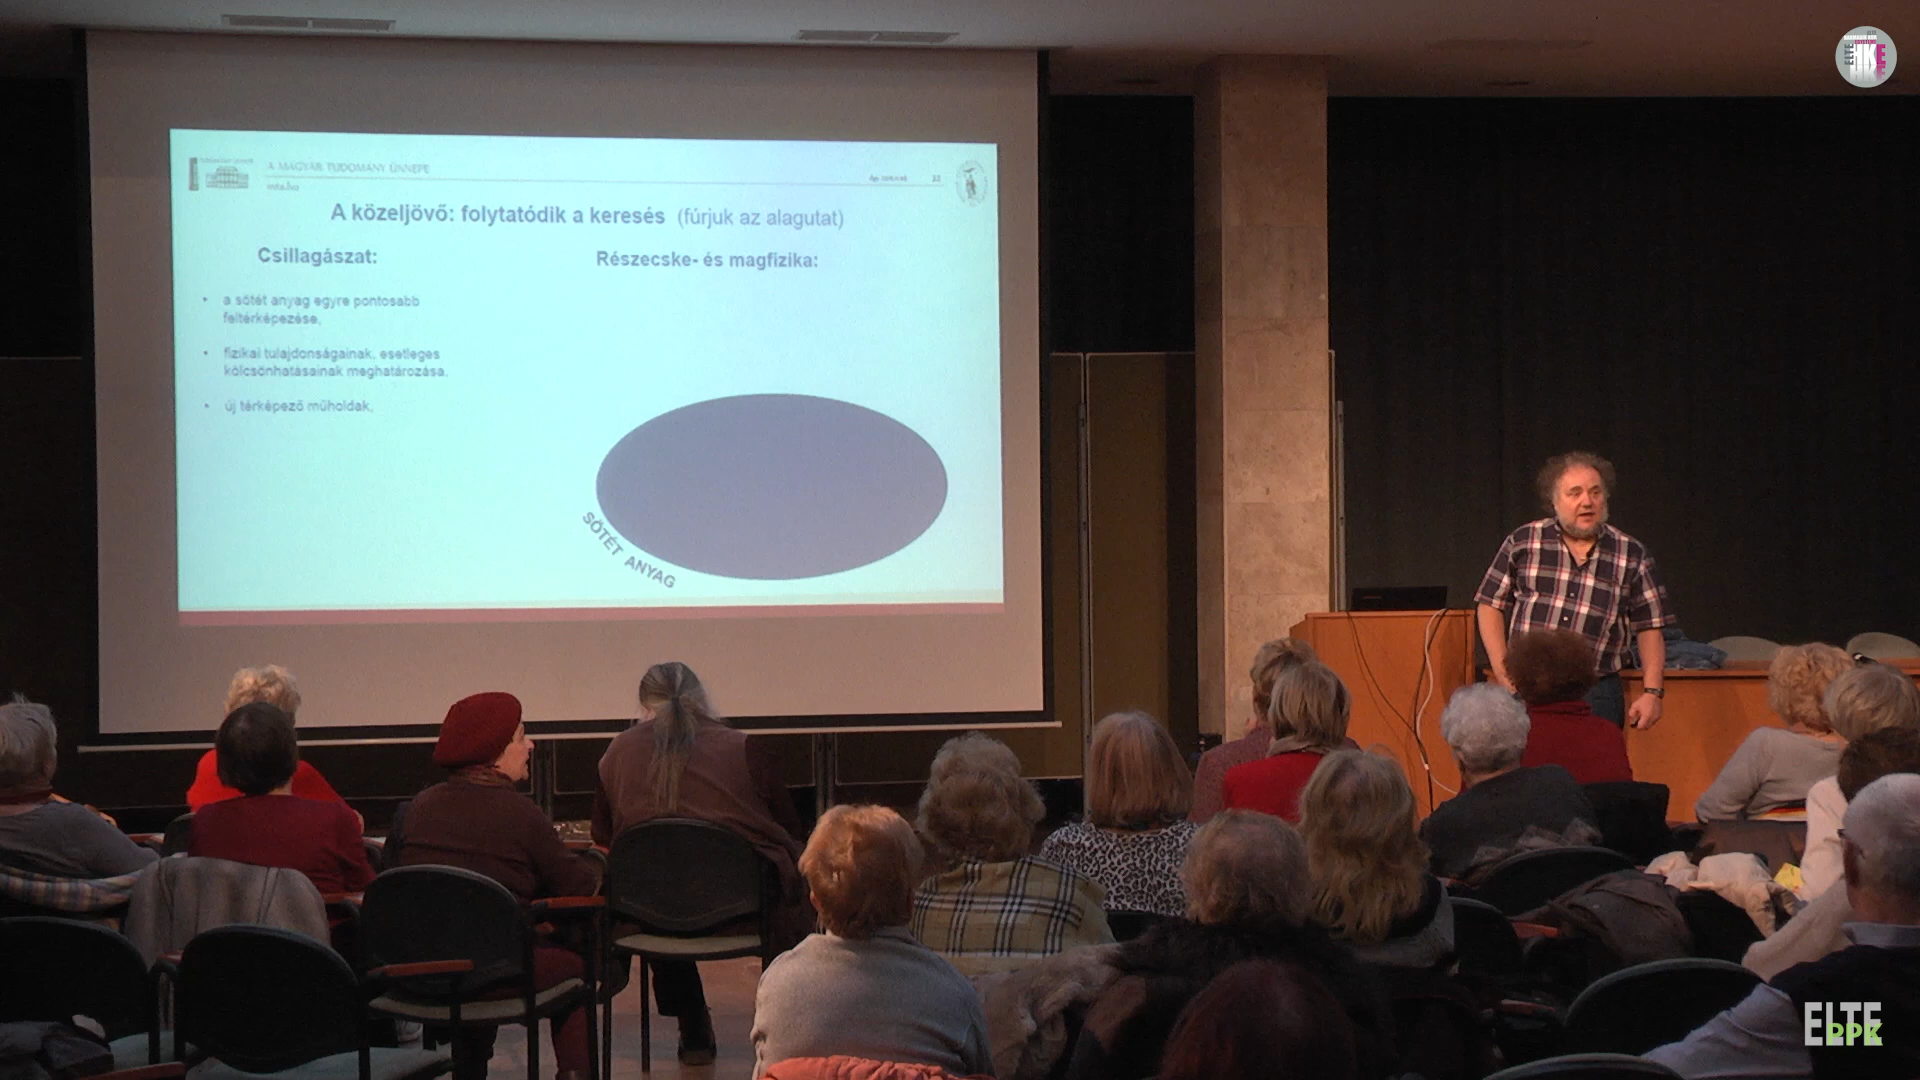 A MAGYAR TUDOMÁNY ÜNNEPE
mta.hu
A közeljövő: folytatódik a keresés (fúrjuk az alagutat)
Csillagászat:
Részecske- és magfizika:
• a sötét anyag egyre pontosabb
feltérképezése,
• fizikai tulajdonságainak, esetleges
kölcsönhatásainak meghatározása,
• új térképező műholdak,
SÖTÉT ANYAG
ELTE
PPK